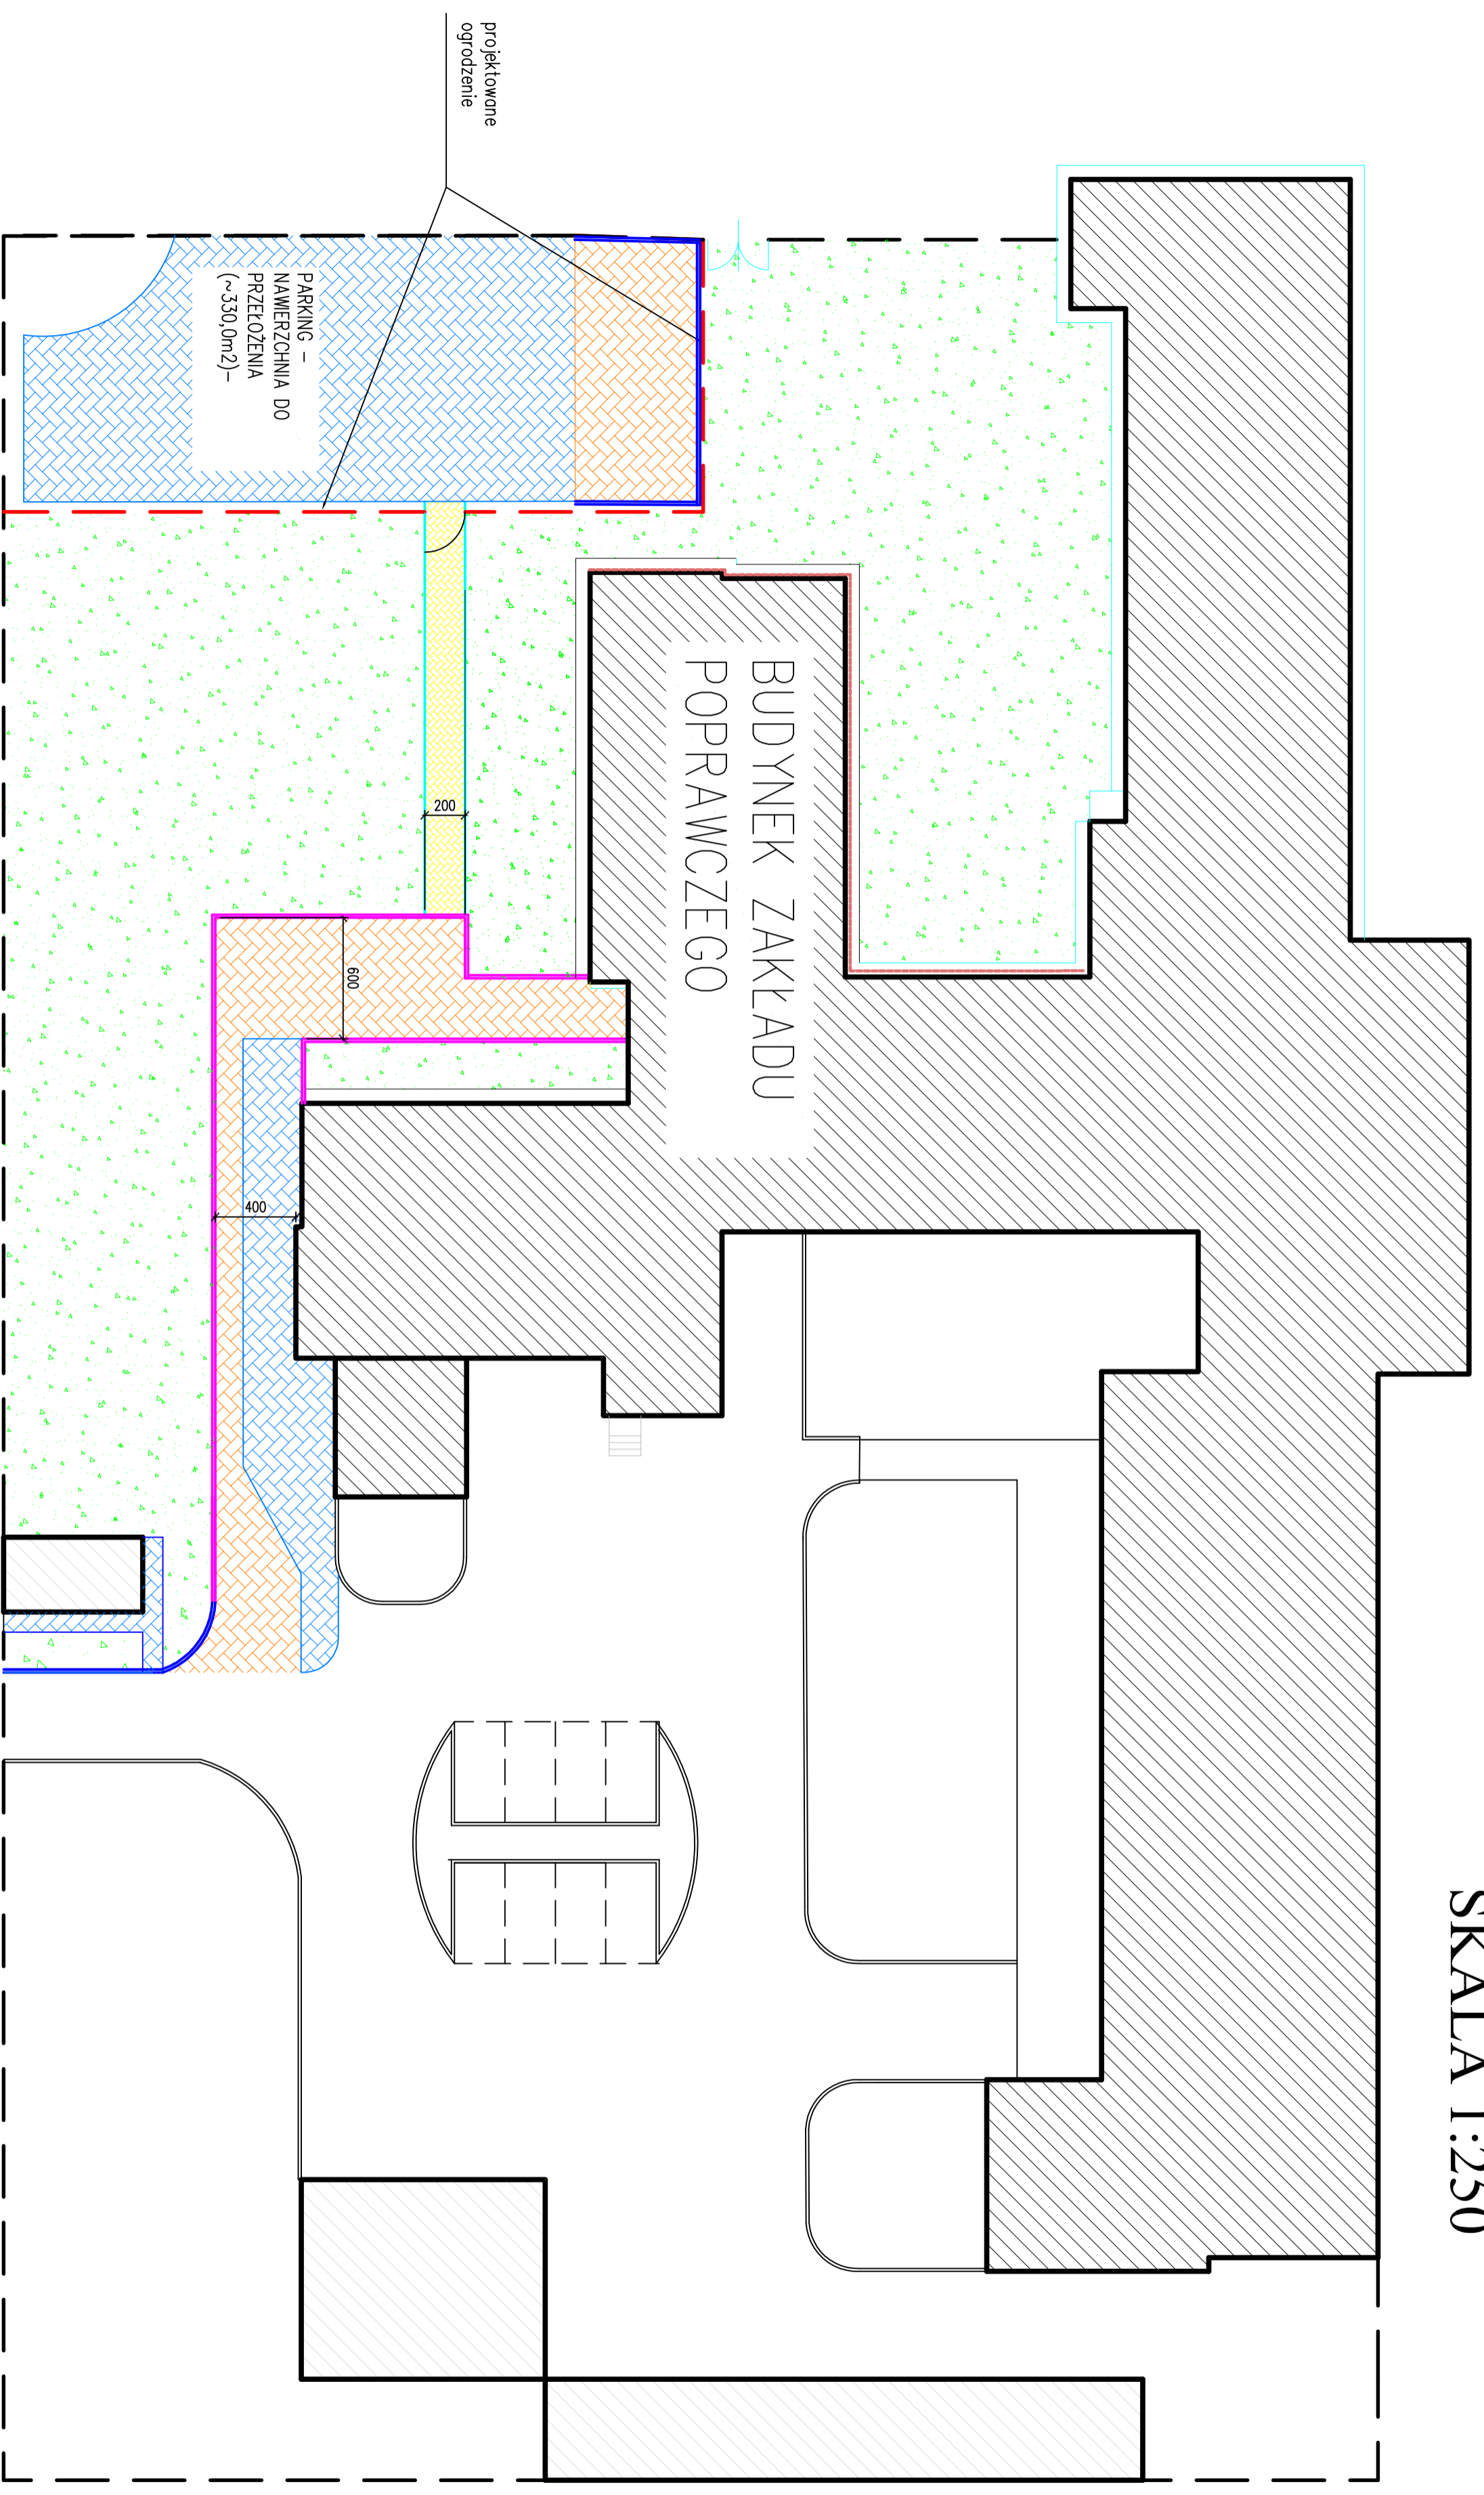 SKALA 1:250
projektowane
ogrodzenie
PARKING –
NAWIERZCHNIA DO
PRZEŁOŻENIA
(~330,0m2)–
BUDYNEK ZAKŁADU
POPRAWCZEGO
200
600
400